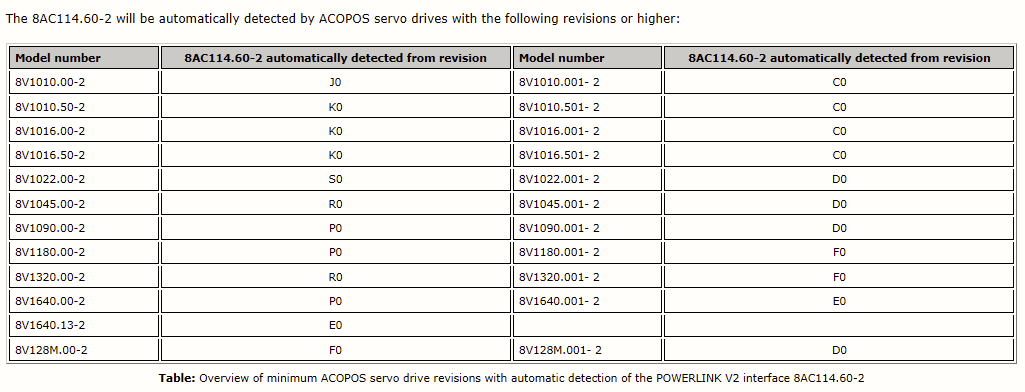 The 8AC114.60-2 will be automatically detected by ACOPOS servo drives with the following revisions or higher:
Model number 8AC114.60-2 automatically detected from revision Model number 8AC114.60-2 automatically detected from revision
8V1010.00-2 J0 8V1010.001- 2 C0
8V1010.50-2 K0 8V1010.501- 2 C0
8V1016.00-2 K0 8V1016.001- 2 C0
8V1016.50-2 K0 8V1016.501- 2 C0
8V1022.00-2 S0 8V1022.001- 2 D0
8V1045.00-2 R0 8V1045.001- 2 D0
8V1090.00-2 P0 8V1090.001- 2 D0
8V1180.00-2 P0 8V1180.001- 2 F0
8V1320.00-2 R0 8V1320.001- 2 F0
8V1640.00-2 P0 8V1640.001- 2 E0
8V1640.13-2 E0
8V128M.00-2 F0 8V128M.001- 2 D0
Table: Overview of minimum ACOPOS servo drive revisions with automatic detection of the POWERLINK V2 interface 8AC114.60-2